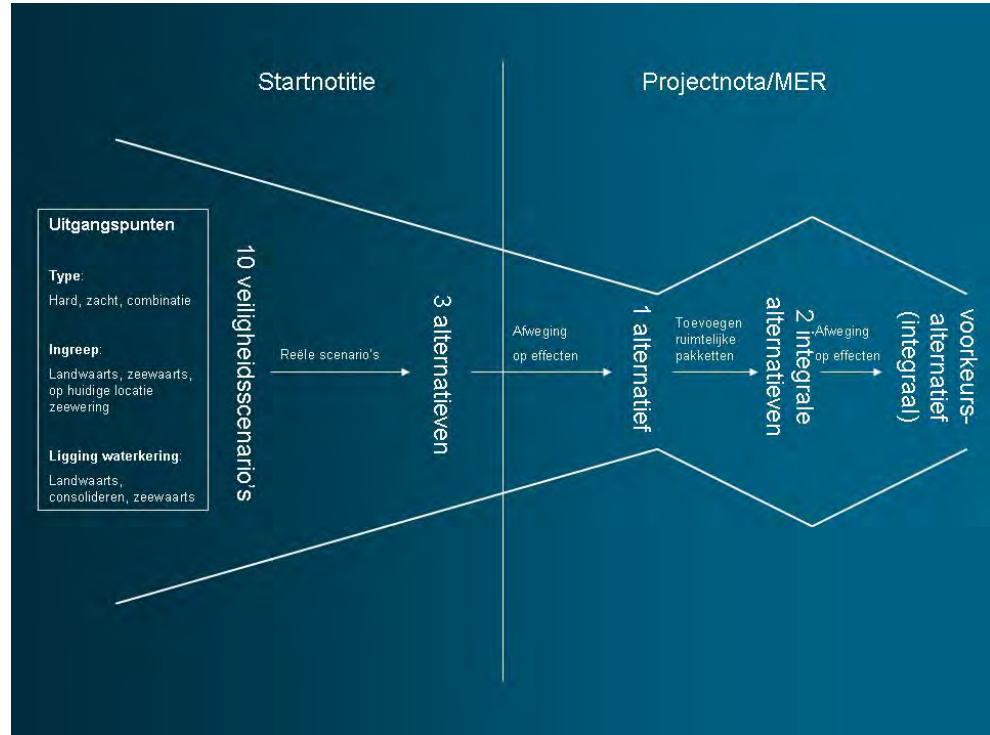 Startnotitie
Projectnota/MER
Uitgangspunten
Type:
Hard, zacht, combinatie
Ingreep:
Landwaarts, zeewaarts,
op huidige locatie
zeewering
Ligging waterkering:
Landwaarts,
consolideren, zeewaarts
10 veiligheidsscenario's
Reële scenario's
3 alternatieven
Afweging
op effecten
1 alternatief
Toevoegen
ruimtelijke
pakketten
2 integrale
alternatieven
Afweging
op effecten
voorkeurs-
alternatief
(integraal)